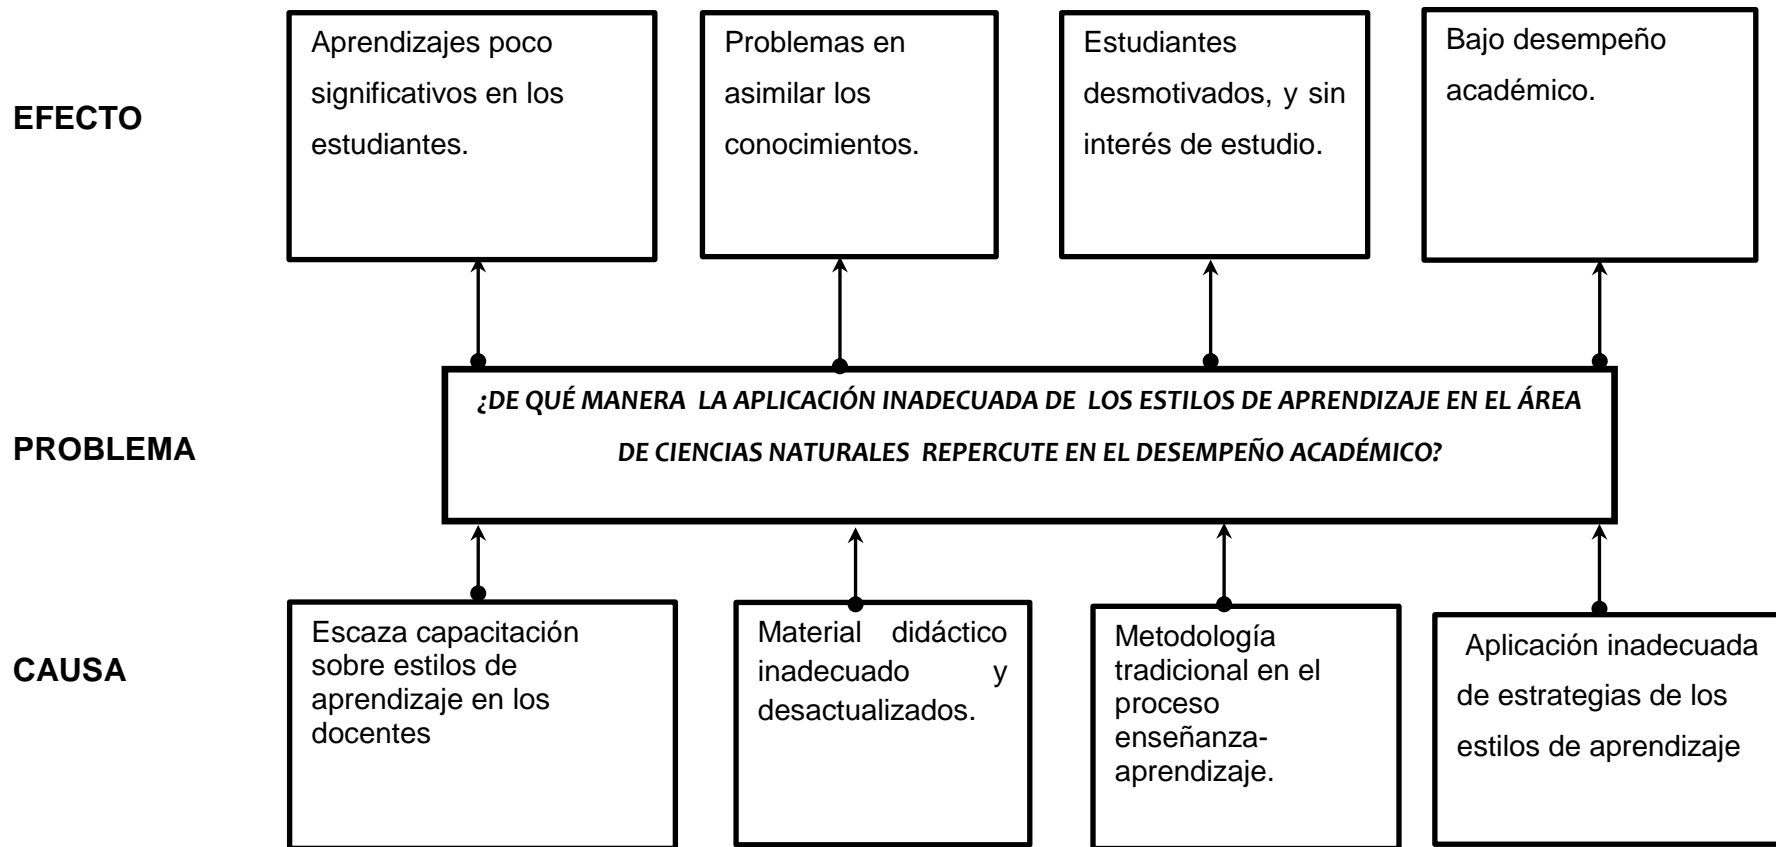 EFECTO
Aprendizajes poco
significativos en los
estudiantes.
Problemas en
asimilar los
conocimientos.
Estudiantes
desmotivados, y sin
interés de estudio.
Bajo desempeño
académico.
PROBLEMA
¿DE QUÉ MANERA LA APLICACIÓN INADECUADA DE LOS ESTILOS DE APRENDIZAJE EN EL ÁREA
DE CIENCIAS NATURALES REPERCUTE EN EL DESEMPEÑO ACADÉMICO?
CAUSA
Escaza capacitación
sobre estilos de
aprendizaje en los
docentes
Material didáctico
inadecuado y
desactualizados.
Metodología
tradicional en el
proceso
enseñanza-
aprendizaje.
Aplicación inadecuada
de estrategias de los
estilos de aprendizaje